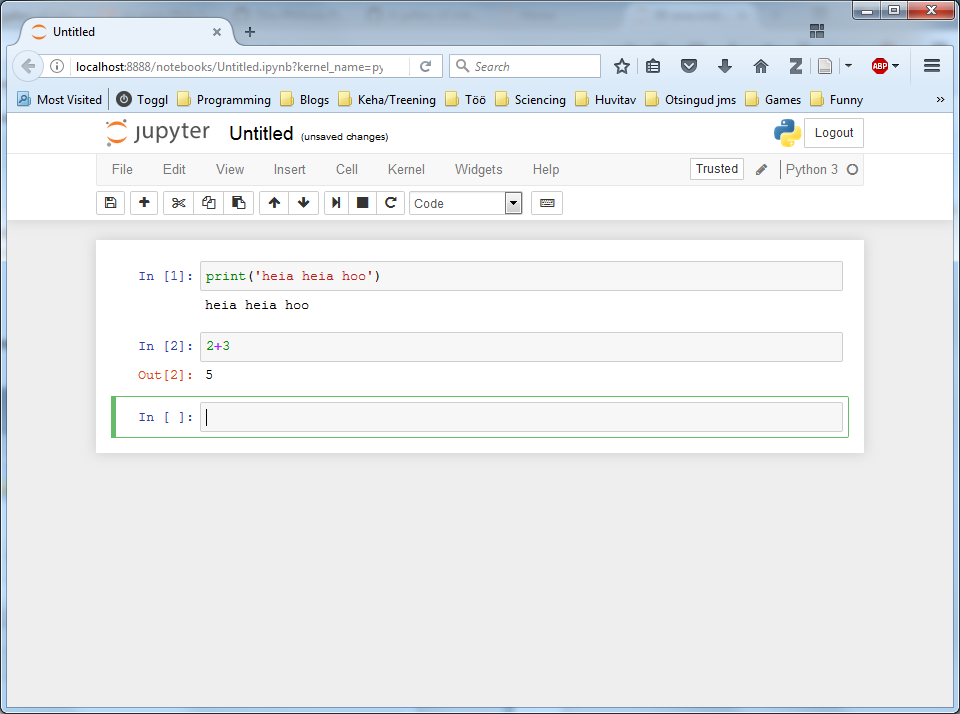 Untitled
localhost:8888/notebooks/Untitled.ipynb?kernel_name=py
Search
ABP
Most Visited Toggl Programming Blogs Keha/Treening Töö Sciencing Huvitav Otsingud jms Games Funny
jupyter Untitled (unsaved changes) Logout
File Edit View Insert Cell Kernel Widgets Help Trusted Python 3
Code
In [1]: print('heia heia hoo')
heia heia hoo
In [2]: 2+3
Out[2]: 5
In [ ]: